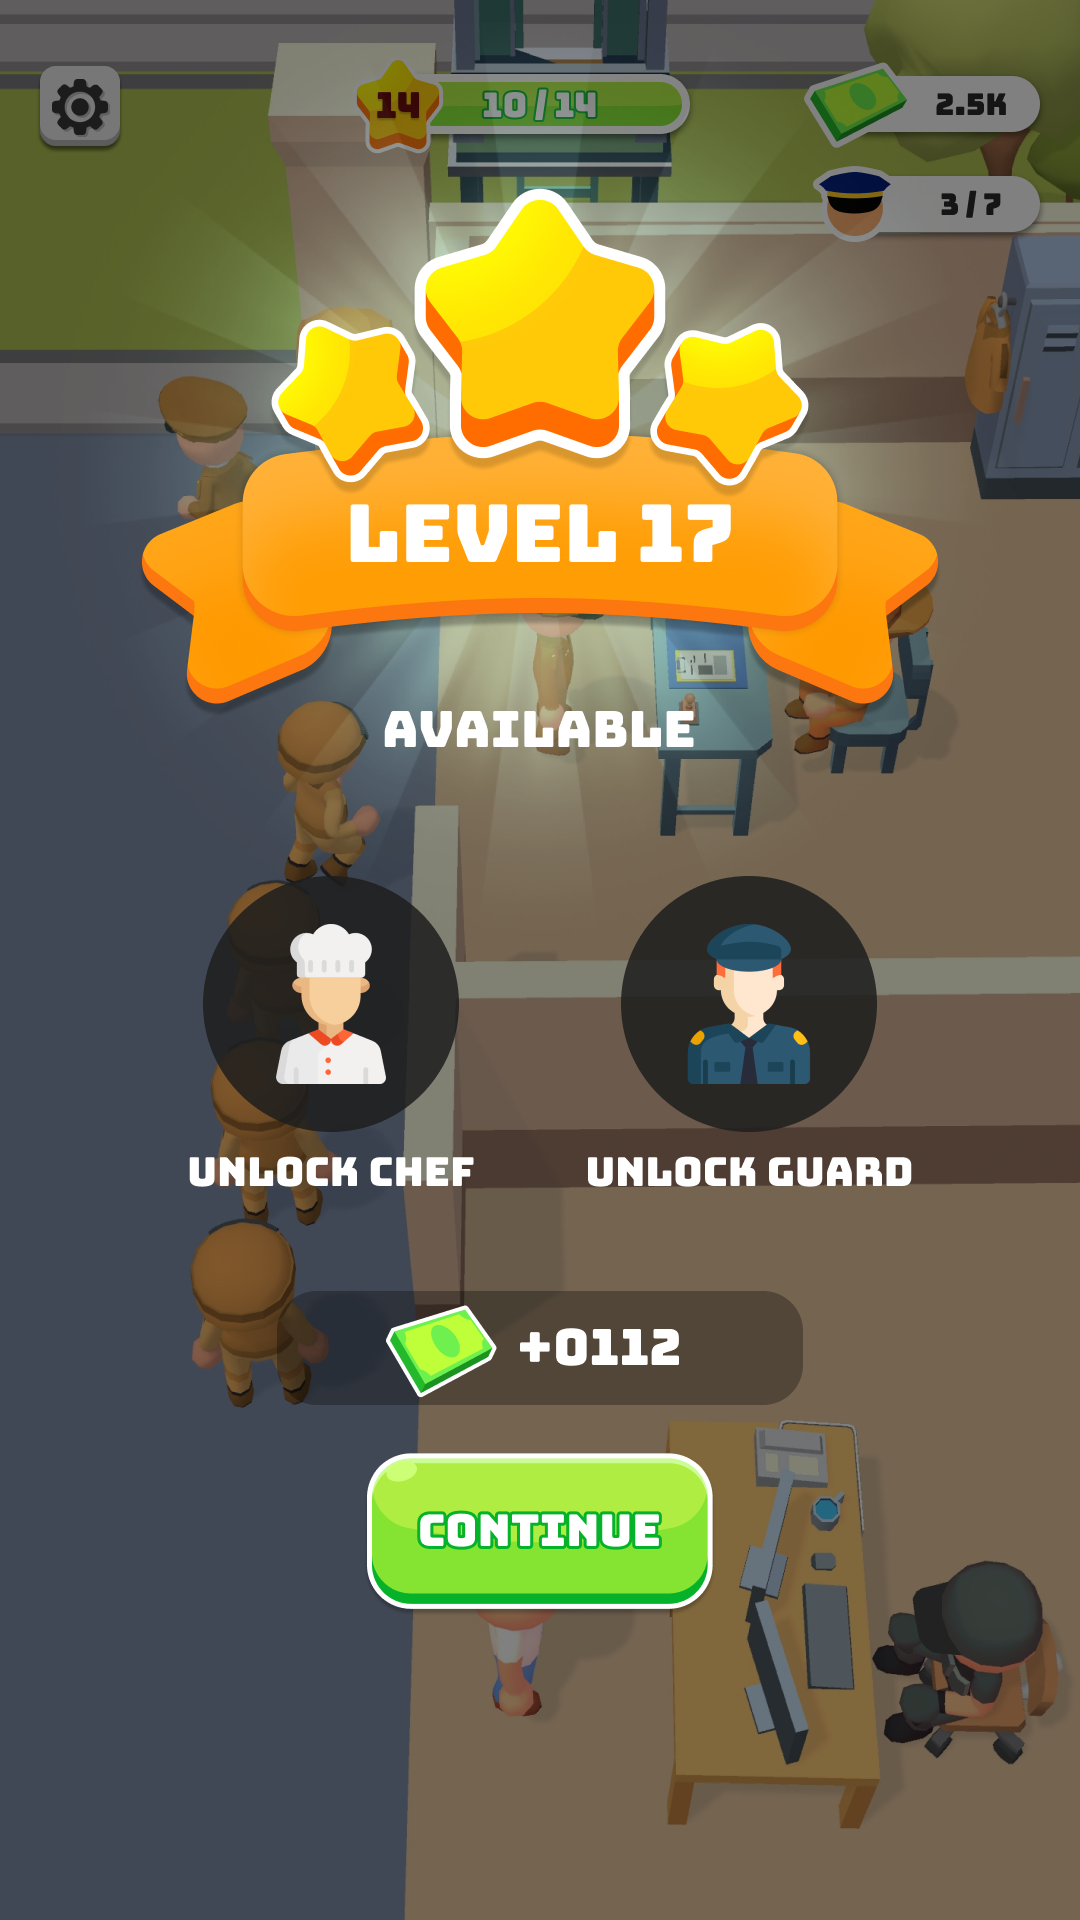 14
10/14
2.5K
3/7
LEVEL 17
AVAILABLE
UNLOCK CHEF
UNLOCK GUARD
+0112
CONTINUE